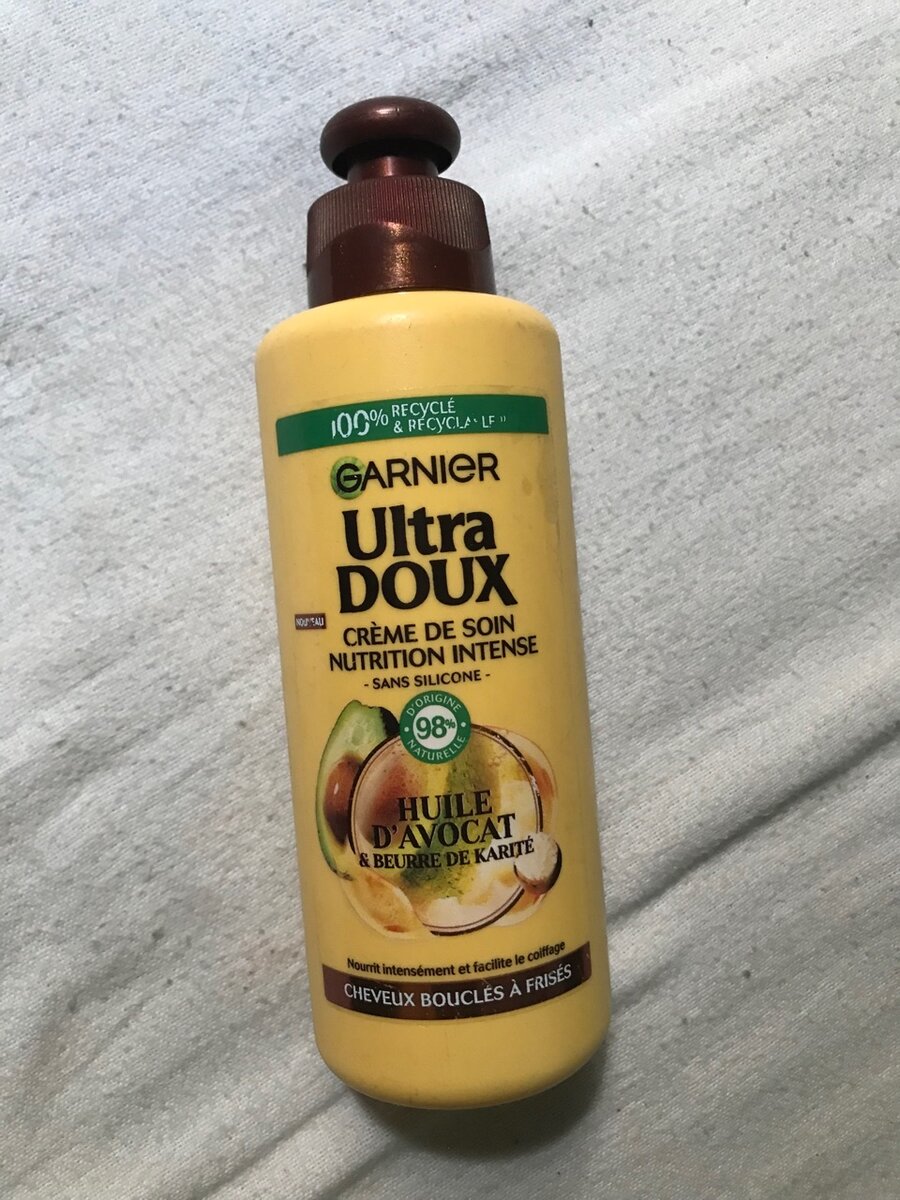 100% RECYCLÉ
& RECYCLABLE
GARNIER
Ultra
DOUX
NOUVEAU
CRÈME DE SOIN
NUTRITION INTENSE
- SANS SILICONE -
D'ORIGINE
98%
NATURELLE
HUILE
D'AVOCAT
& BEURRE DE KARITÉ
Nourrit intensément et facilite le coiffage
CHEVEUX BOUCLÉS À FRISÉS